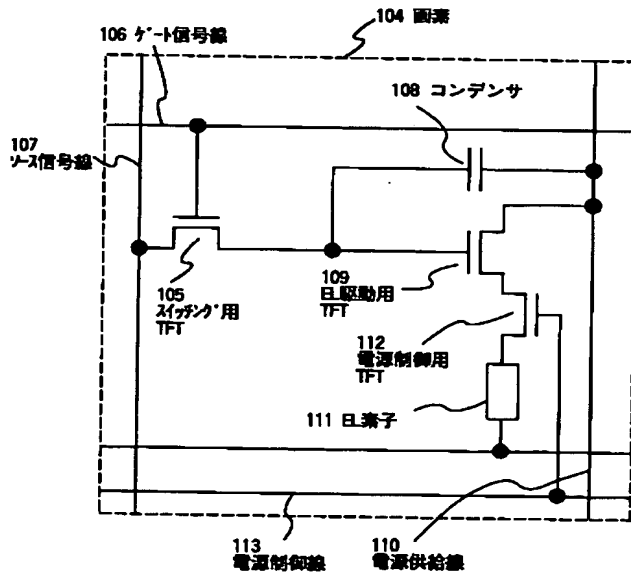 104 画素
106 ゲート信号線
108 コンデンサ
107
ソース信号線
105
スイッチング用
TFT
109
EL駆動用
TFT
112
電源制御用
TFT
111 EL素子
113
電源制御線
110
電源供給線